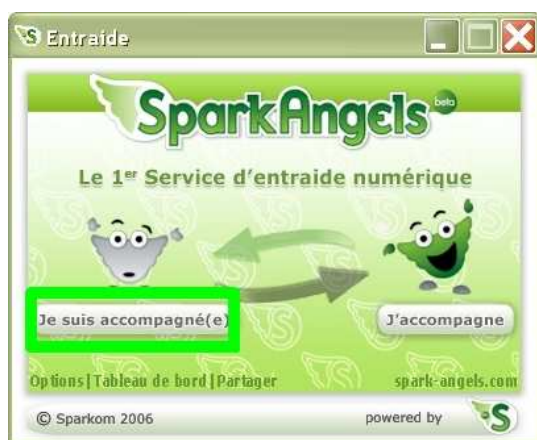 Entraide
SparkAngels beta
Le 1er Service d'entraide numérique
Je suis accompagné(e)
J'accompagne
Options | Tableau de bord | Partager
spark-angels.com
© Sparkom 2006
powered by S